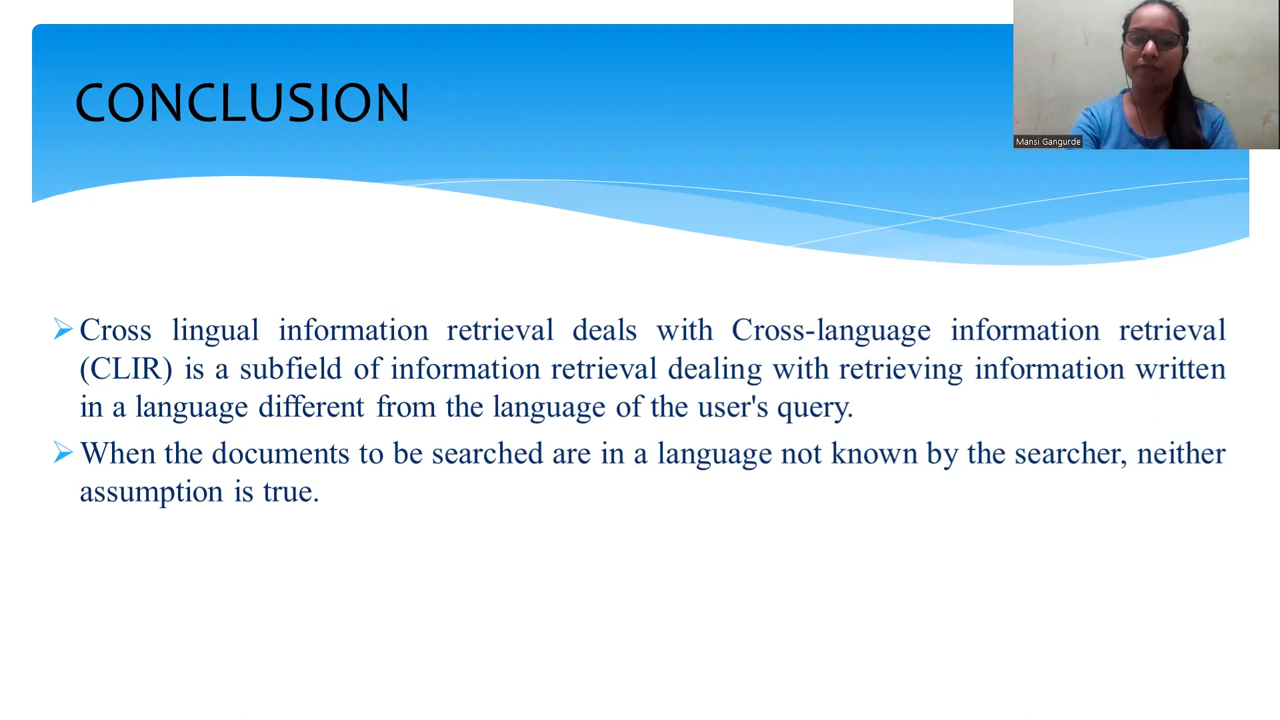 CONCLUSION
Mansi Gangurde
Cross lingual information retrieval deals with Cross-language information retrieval
(CLIR) is a subfield of information retrieval dealing with retrieving information written
in a language different from the language of the user's query.
When the documents to be searched are in a language not known by the searcher, neither
assumption is true.